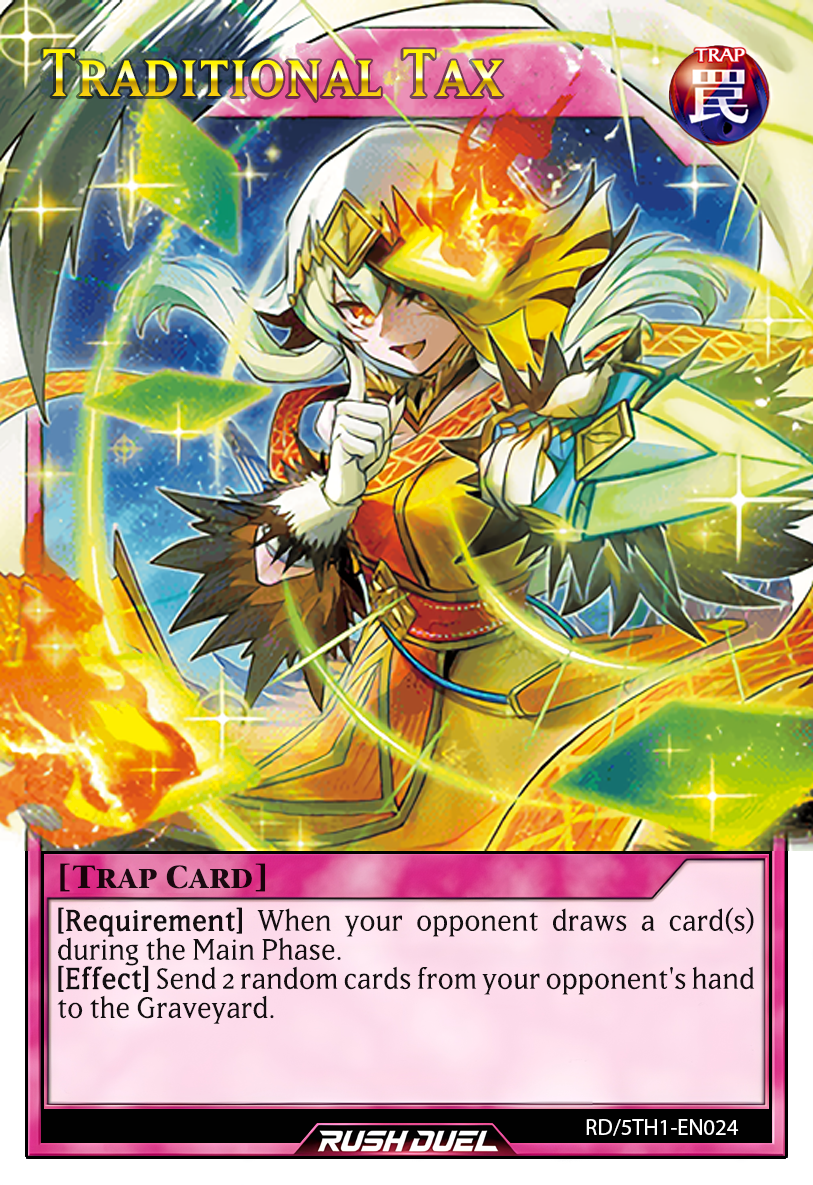 Traditional Tax
TRAP
罠
[Trap Card]
[Requirement] When your opponent draws a card(s)
during the Main Phase.
[Effect] Send 2 random cards from your opponent's hand
to the Graveyard.
RD/5TH1-EN024
RUSH DUEL